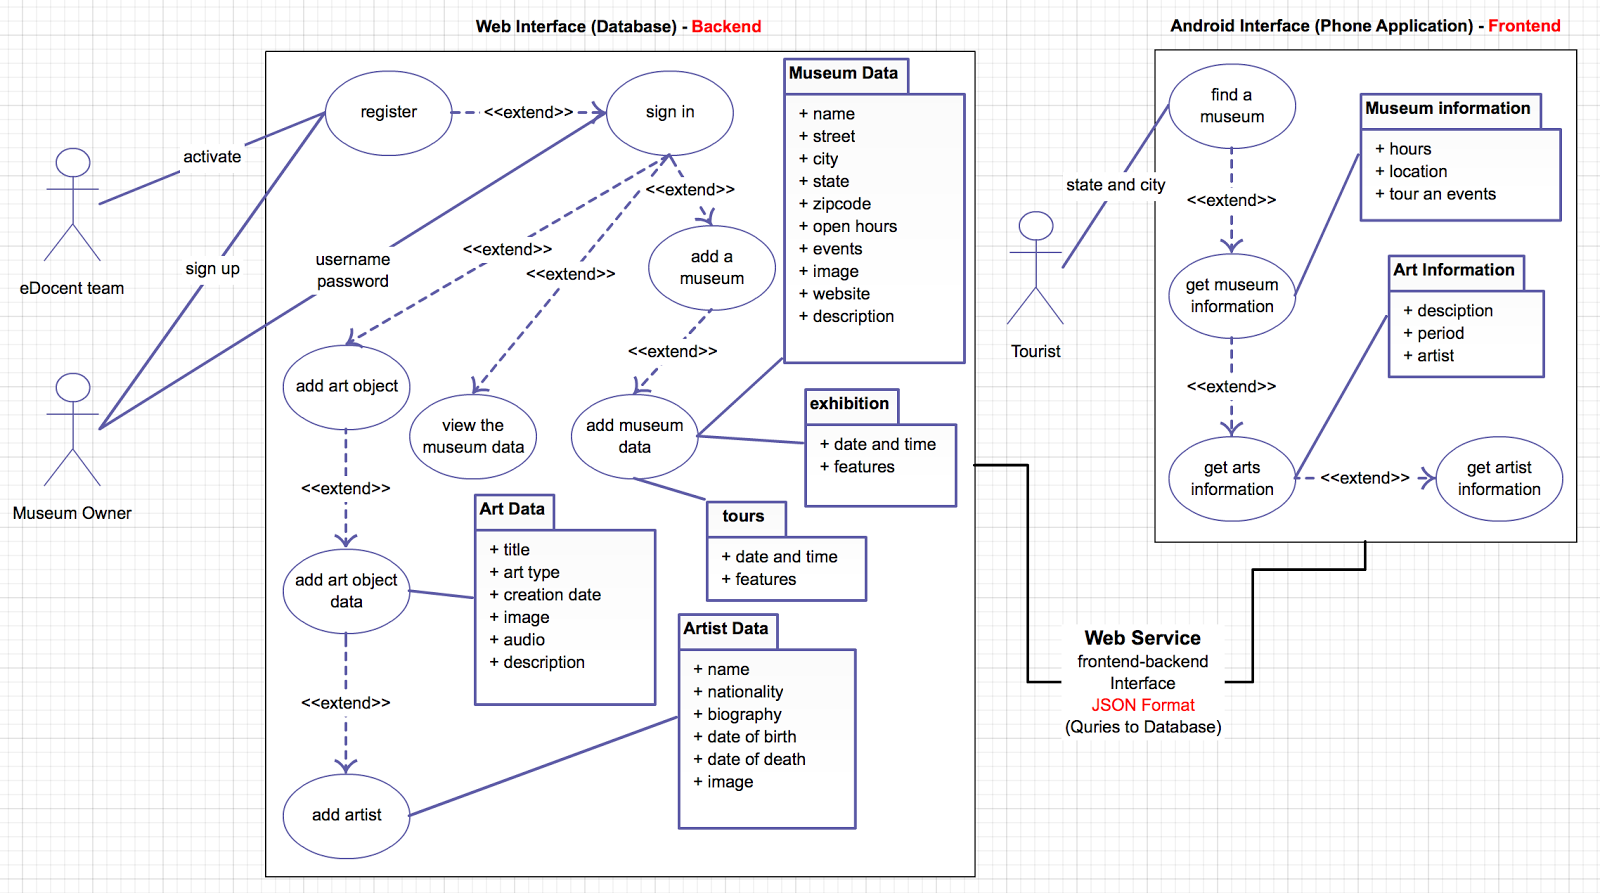 Web Interface (Database) - Backend
Android Interface (Phone Application) - Frontend
activate
sign up
username
password
eDocent team
Museum Owner
register
<<extend>>
sign in
<<extend>>
<<extend>>
<<extend>>
add a
museum
<<extend>>
add art object
view the
museum data
add museum
data
<<extend>>
add art object
data
<<extend>>
add artist
Museum Data
+ name
+ street
+ city
+ state
+ zipcode
+ open hours
+ events
+ image
+ website
+ description
exhibition
+ date and time
+ features
tours
+ date and time
+ features
Art Data
+ title
+ art type
+ creation date
+ image
+ audio
+ description
Artist Data
+ name
+ nationality
+ biography
+ date of birth
+ date of death
+ image
state and city
Tourist
find a
museum
<<extend>>
get museum
information
<<extend>>
get arts
information
<<extend>>
get artist
information
Museum information
+ hours
+ location
+ tour an events
Art Information
+ desciption
+ period
+ artist
Web Service
frontend-backend
Interface
JSON Format
(Quries to Database)